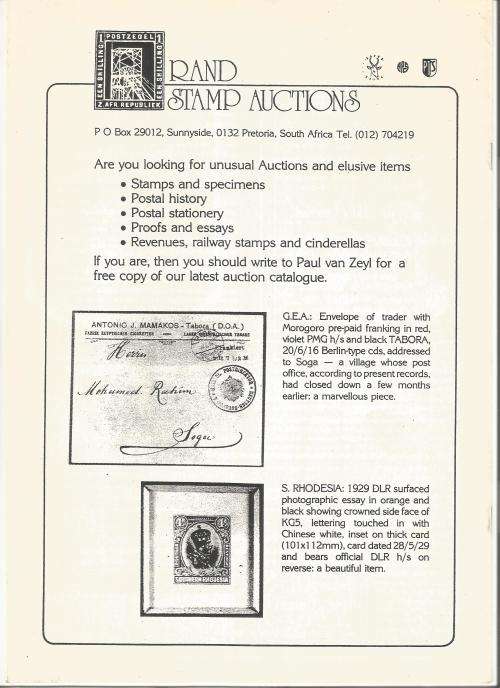 POSTZEGEL
EEN SHILLING
EEN SHILLING
Z. AFR. REPUBLIEK
RAND
STAMP AUCTIONS
PTS
P O Box 29012, Sunnyside, 0132 Pretoria, South Africa Tel. (012) 704219
Are you looking for unusual Auctions and elusive items
• Stamps and specimens
• Postal history
• Postal stationery
• Proofs and essays
• Revenues, railway stamps and cinderellas
If you are, then you should write to Paul van Zeyl for a
free copy of our latest auction catalogue.
ANTONIO J. MAMAKOS - Tabora (D.O.A.)
Herrn
Mohamed
Soga
G.E.A.: Envelope of trader with
Morogoro pre-paid franking in red,
violet PMG h/s and black TABORA,
20/6/16 Berlin-type cds, addressed
to Soga — a village whose post
office, according to present records,
had closed down a few months
earlier: a marvellous piece.
SOUTHERN RHODESIA
S. RHODESIA: 1929 DLR surfaced
photographic essay in orange and
black showing crowned side face of
KG5, lettering touched in with
Chinese white, inset on thick card
(101x112mm), card dated 28/5/29
and bears official DLR h/s on
reverse: a beautiful item.